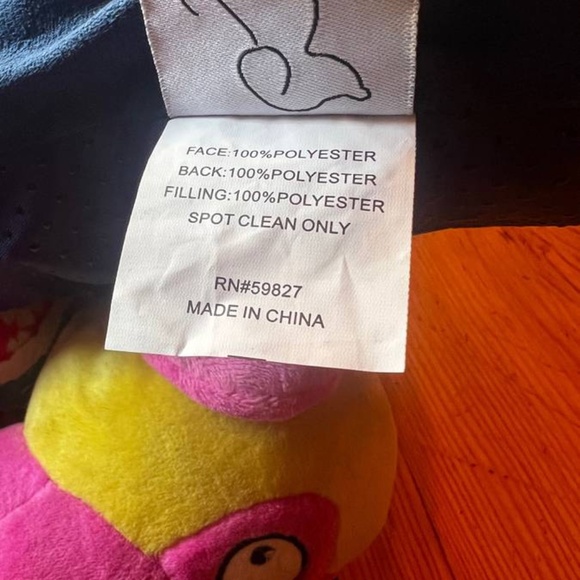 FACE:100%POLYESTER
BACK:100%POLYESTER
FILLING:100%POLYESTER
SPOT CLEAN ONLY
RN#59827
MADE IN CHINA